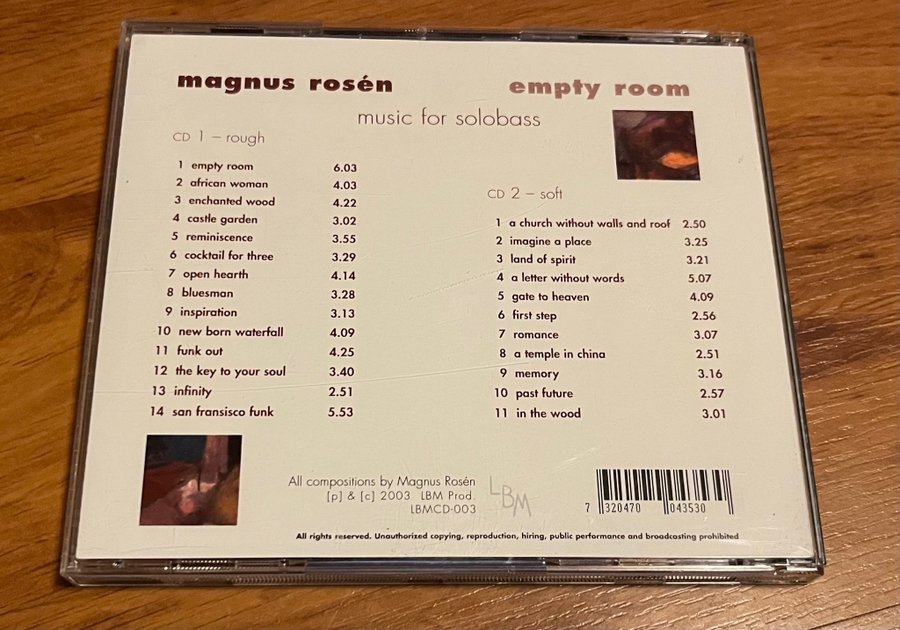 magnus rosén
empty room
music for solobass
CD 1 – rough
1 empty room 6.03
2 african woman 4.03
3 enchanted wood 4.22
4 castle garden 3.02
5 reminiscence 3.55
6 cocktail for three 3.29
7 open hearth 4.14
8 bluesman 3.28
9 inspiration 3.13
10 new born waterfall 4.09
11 funk out 4.25
12 the key to your soul 3.40
13 infinity 2.51
14 san fransisco funk 5.53
CD 2 – soft
1 a church without walls and roof 2.50
2 imagine a place 3.25
3 land of spirit 3.21
4 a letter without words 5.07
5 gate to heaven 4.09
6 first step 2.56
7 romance 3.07
8 a temple in china 2.51
9 memory 3.16
10 past future 2.57
11 in the wood 3.01
All compositions by Magnus Rosén
[p] & [c] 2003 LBM Prod.
LBMCD-003
LBM
7 320470 043530
All rights reserved. Unauthorized copying, reproduction, hiring, public performance and broadcasting prohibited